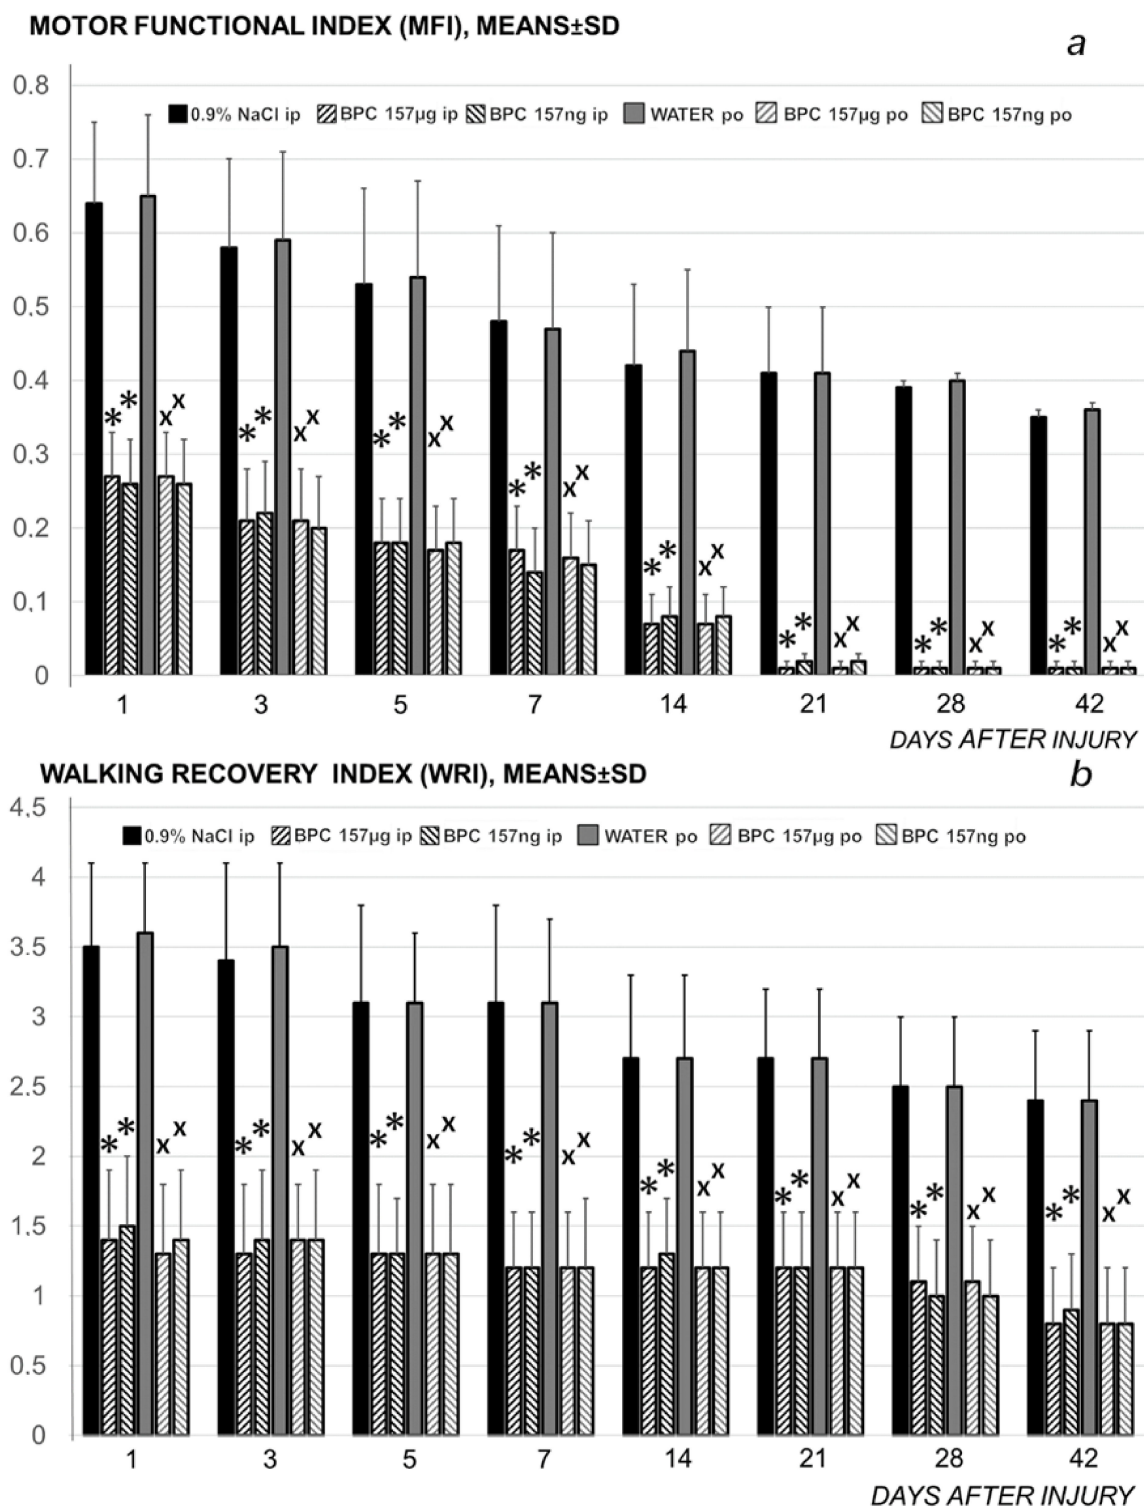 MOTOR FUNCTIONAL INDEX (MFI), MEANS±SD
a
0.8
0.9% NaCl ip BPC 157µg ip BPC 157ng ip WATER po BPC 157µg po BPC 157ng po
0.7
0.6
0.5
0.4
* * x x * * x x * * x x * * x x * * x x * * x x * * x x * * x x
0.3
0.2
0.1
0
1 3 5 7 14 21 28 42
DAYS AFTER INJURY
WALKING RECOVERY INDEX (WRI), MEANS±SD
b
4.5
0.9% NaCl ip BPC 157µg ip BPC 157ng ip WATER po BPC 157µg po BPC 157ng po
4
3.5
3
2.5
* * x x * * x x * * x x * * x x * * x x * * x x * * x x * * x x
2
1.5
1
0.5
0
1 3 5 7 14 21 28 42
DAYS AFTER INJURY